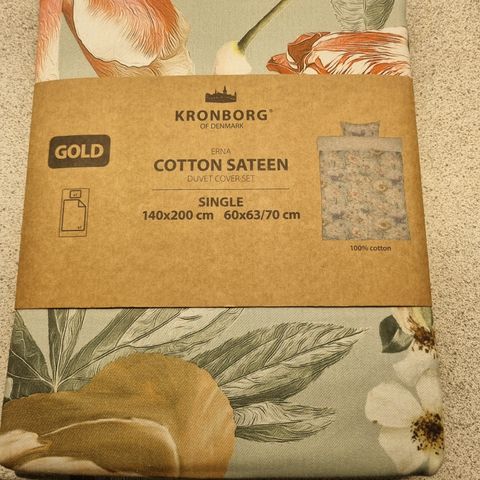 KRONBORG®
OF DENMARK
GOLD
ERNA
COTTON SATEEN
DUVET COVER SET
SINGLE
140x200 cm 60x63/70 cm
100% cotton